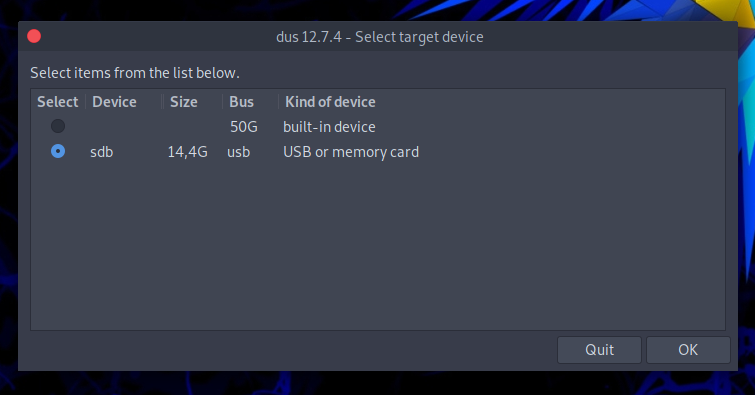 dus 12.7.4 - Select target device
Select items from the list below.
Select Device Size Bus Kind of device
50G built-in device
sdb 14,4G usb USB or memory card
Quit OK